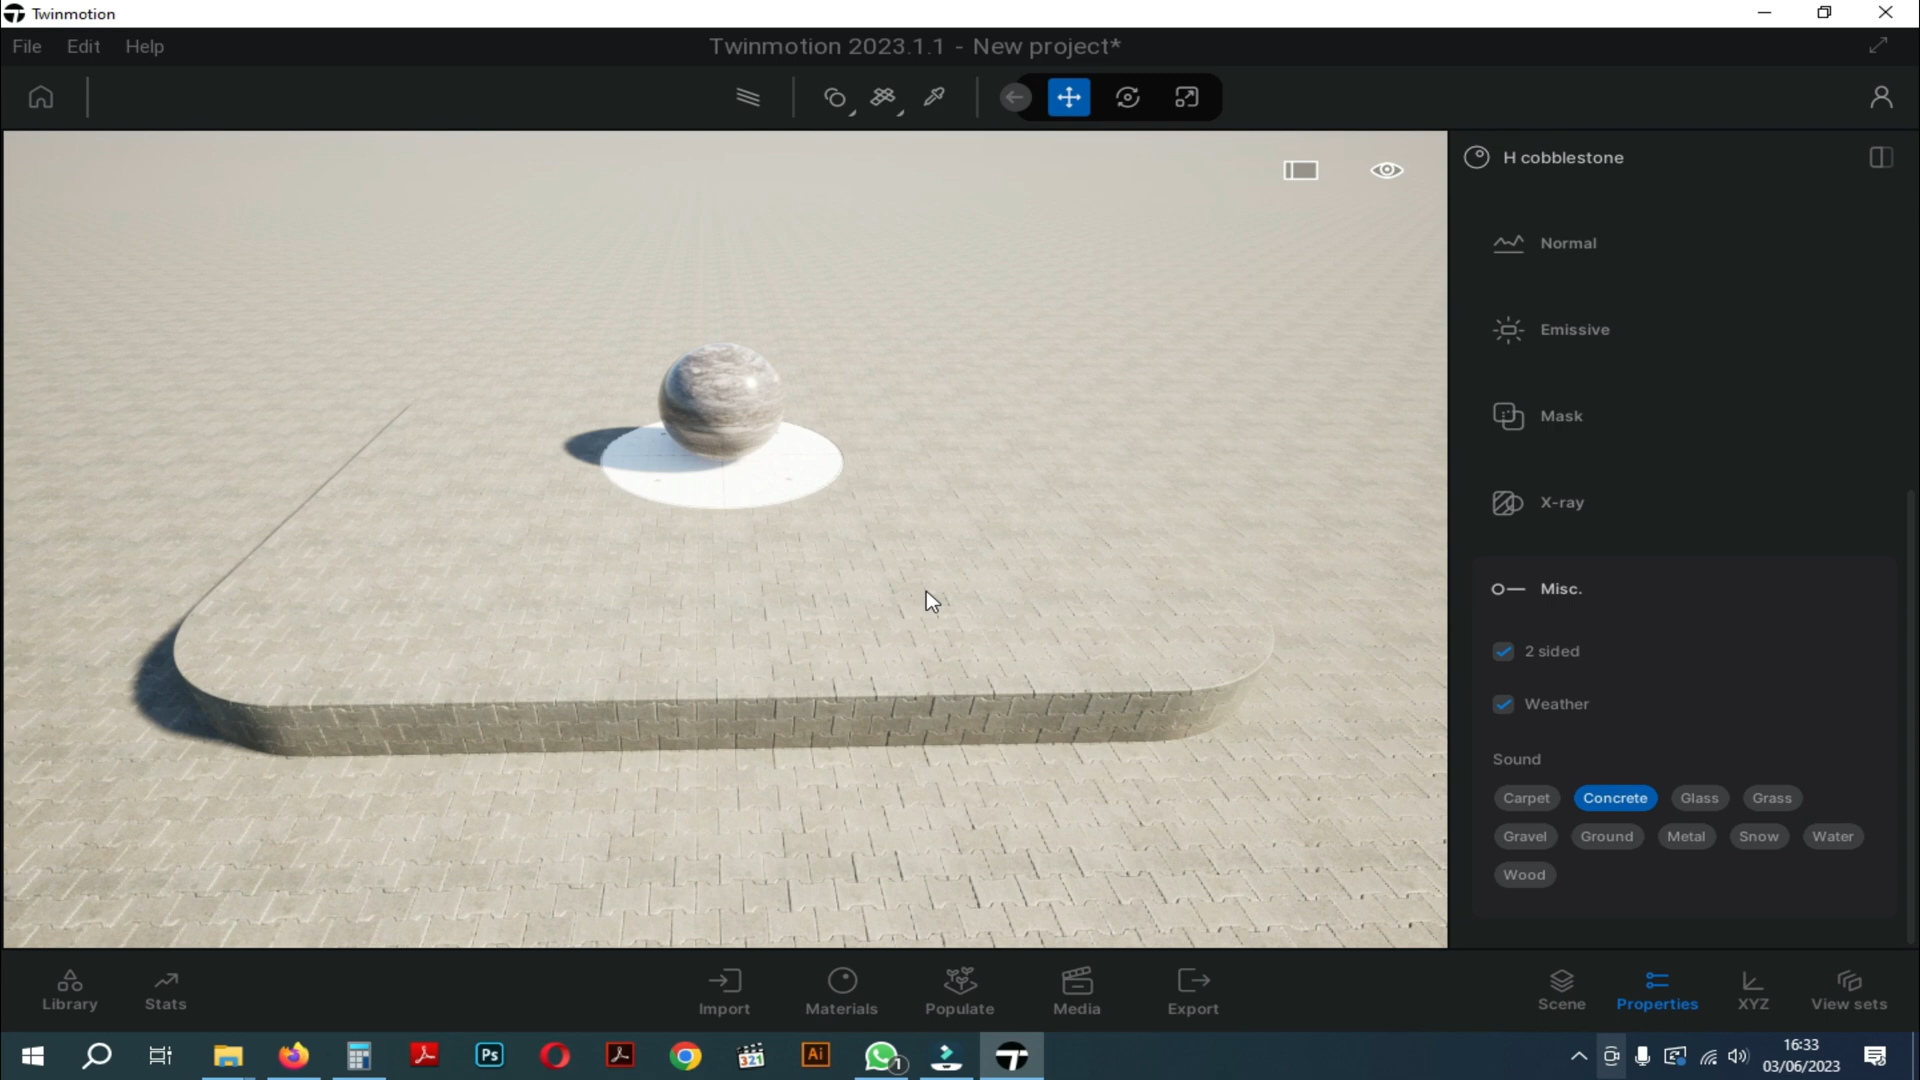 Twinmotion
File Edit Help
Twinmotion 2023.1.1 - New project*
H cobblestone
Normal
Emissive
Mask
X-ray
Misc.
2 sided
Weather
Sound
Carpet Concrete Glass Grass
Gravel Ground Metal Snow Water
Wood
Library Stats Import Materials Populate Media Export Scene Properties XYZ View sets
Ps 321 Ai 1
16:33
03/06/2023